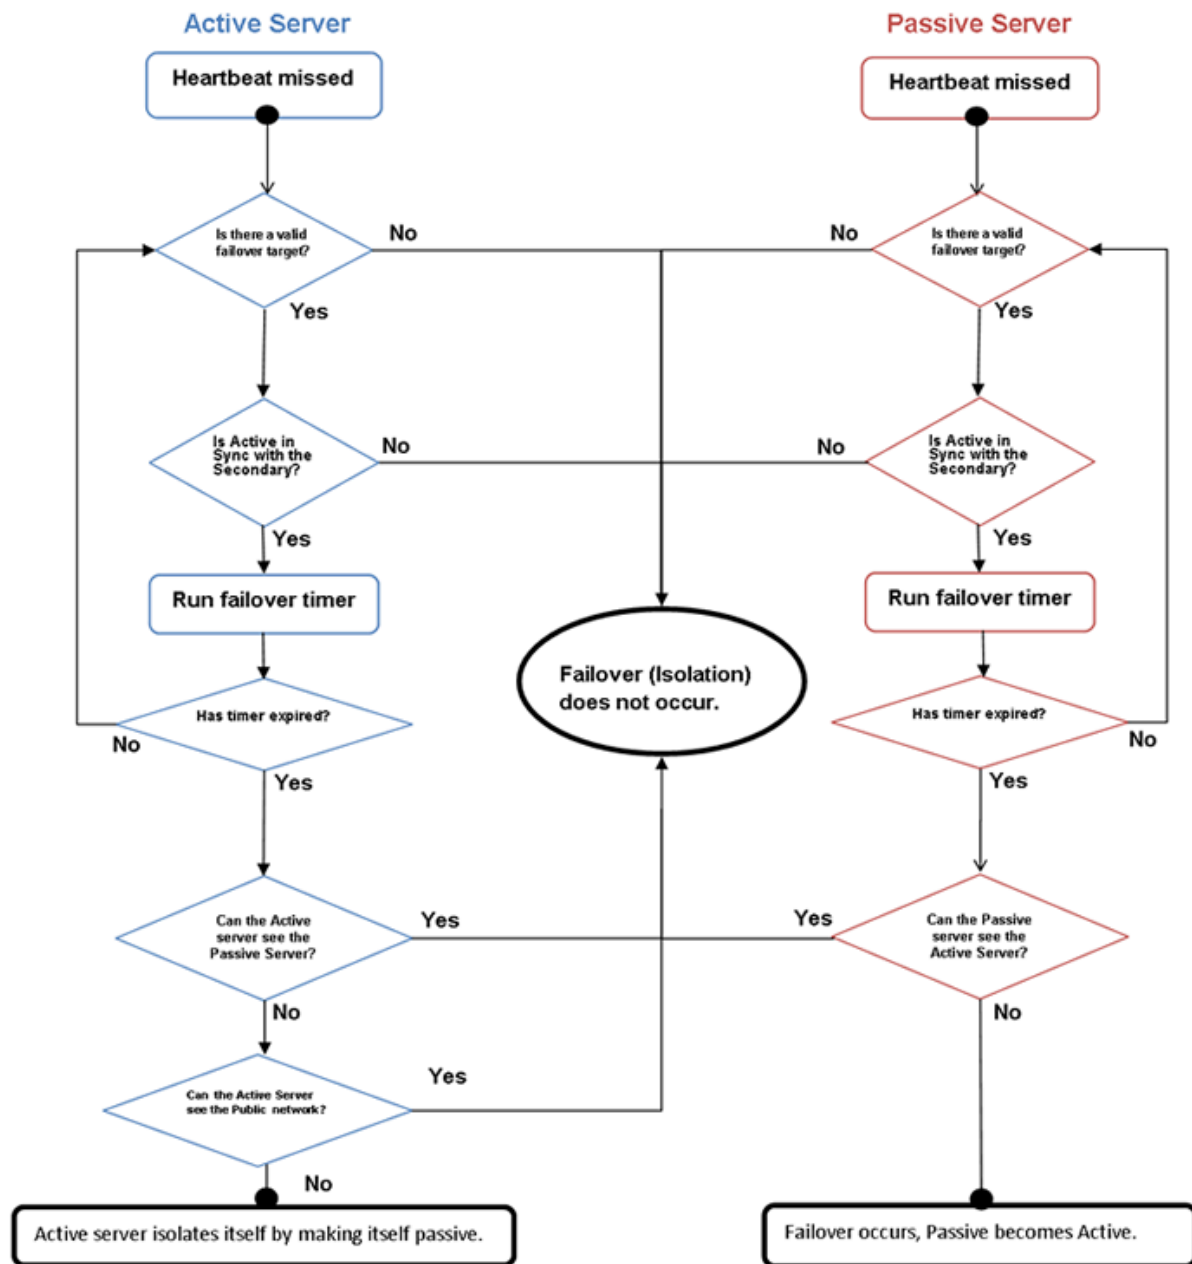 Active Server
Passive Server
Heartbeat missed
Heartbeat missed
Is there a valid
failover target?
No
No
Is there a valid
failover target?
Yes
Yes
Is Active in
Sync with the
Secondary?
No
No
Is Active in
Sync with the
Secondary?
Yes
Yes
Run failover timer
Run failover timer
Failover (Isolation)
does not occur.
Has timer expired?
Has timer expired?
No
No
Yes
Yes
Can the Active
server see the
Passive Server?
Yes
Yes
Can the Passive
server see the
Active Server?
No
No
Can the Active Server
see the Public network?
Yes
No
Active server isolates itself by making itself passive.
Failover occurs, Passive becomes Active.